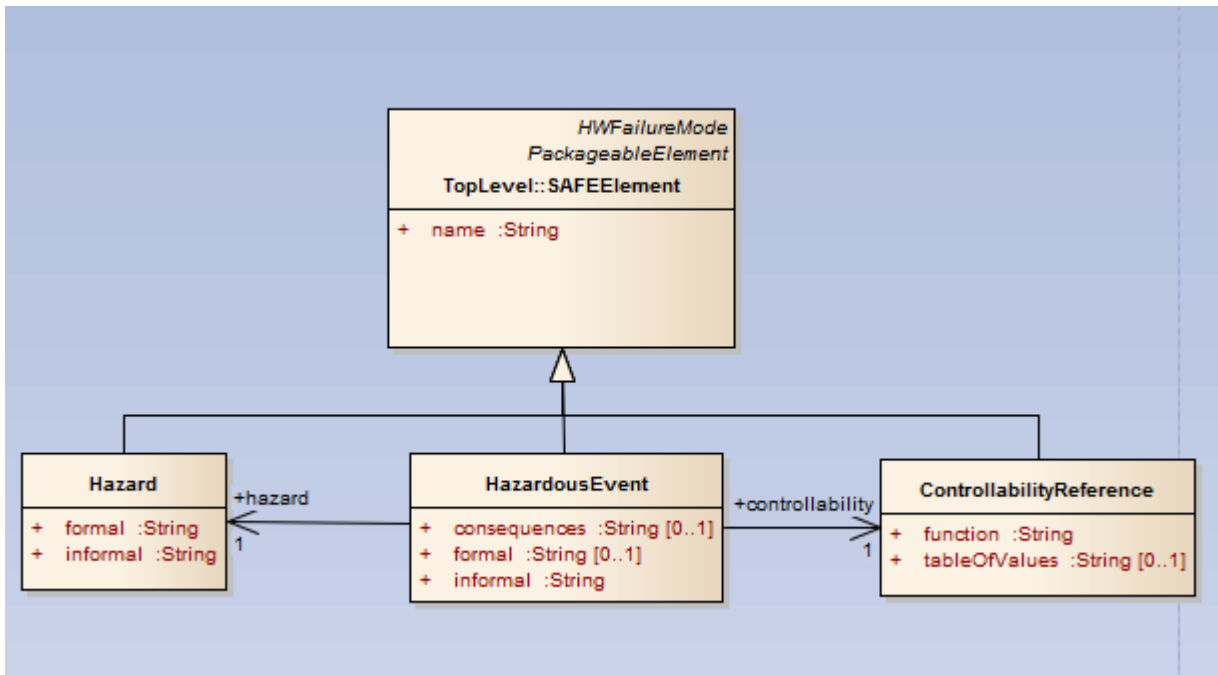 HWFailureMode
PackageableElement
TopLevel::SAFEElement
+ name :String
Hazard
+ formal :String
+ informal :String
+hazard
1
HazardousEvent
+ consequences :String [0..1]
+ formal :String [0..1]
+ informal :String
+controllability
1
ControllabilityReference
+ function :String
+ tableOfValues :String [0..1]